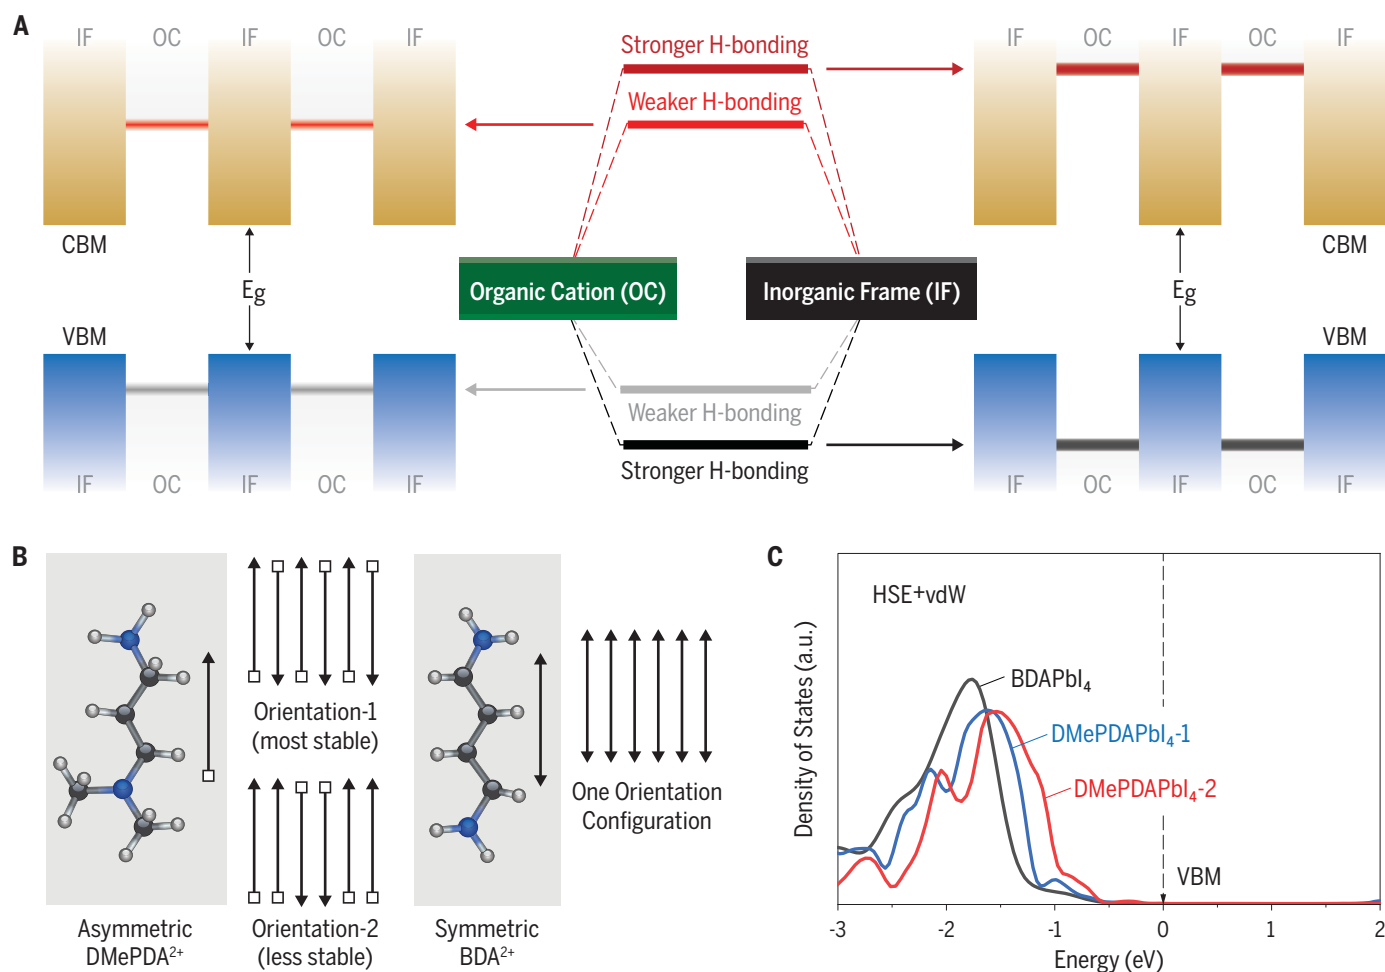 A
IF OC IF OC IF
Stronger H-bonding
IF OC IF OC IF
Weaker H-bonding
CBM
CBM
Eg
Organic Cation (OC)
Inorganic Frame (IF)
Eg
VBM
VBM
Weaker H-bonding
Stronger H-bonding
IF OC IF OC IF
IF OC IF OC IF
B
Orientation-1
(most stable)
Orientation-2
(less stable)
Asymmetric
DMePDA²⁺
Symmetric
BDA²⁺
One Orientation
Configuration
C
HSE+vdW
BDAPbI₄
DMePDAPbI₄-1
DMePDAPbI₄-2
VBM
Density of States (a.u.)
-3 -2 -1 0 1 2
Energy (eV)